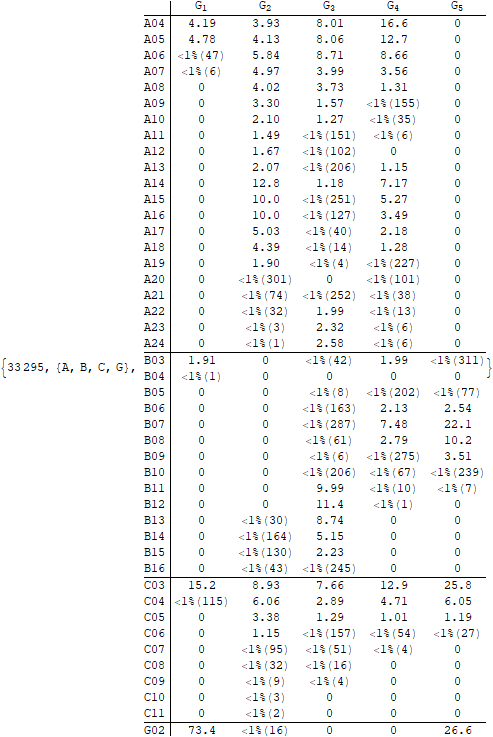 G1 G2 G3 G4 G5
A04 4.19 3.93 8.01 16.6 0
A05 4.78 4.13 8.06 12.7 0
A06 <1%(47) 5.84 8.71 8.66 0
A07 <1%(6) 4.97 3.99 3.56 0
A08 0 4.02 3.73 1.31 0
A09 0 3.30 1.57 <1%(155) 0
A10 0 2.10 1.27 <1%(35) 0
A11 0 1.49 <1%(151) <1%(6) 0
A12 0 1.67 <1%(102) 0 0
A13 0 2.07 <1%(206) 1.15 0
A14 0 12.8 1.18 7.17 0
A15 0 10.0 <1%(251) 5.27 0
A16 0 10.0 <1%(127) 3.49 0
A17 0 5.03 <1%(40) 2.18 0
A18 0 4.39 <1%(14) 1.28 0
A19 0 1.90 <1%(4) <1%(227) 0
A20 0 <1%(301) 0 <1%(101) 0
A21 0 <1%(74) <1%(252) <1%(38) 0
A22 0 <1%(32) 1.99 <1%(13) 0
A23 0 <1%(3) 2.32 <1%(6) 0
A24 0 <1%(1) 2.58 <1%(6) 0
{33295, {A, B, C, G}, B03 1.91 0 <1%(42) 1.99 <1%(311)}
B04 <1%(1) 0 0 0 0
B05 0 0 <1%(8) <1%(202) <1%(77)
B06 0 0 <1%(163) 2.13 2.54
B07 0 0 <1%(287) 7.48 22.1
B08 0 0 <1%(61) 2.79 10.2
B09 0 0 <1%(6) <1%(275) 3.51
B10 0 0 <1%(206) <1%(67) <1%(239)
B11 0 0 9.99 <1%(10) <1%(7)
B12 0 0 11.4 <1%(1) 0
B13 0 <1%(30) 8.74 0 0
B14 0 <1%(164) 5.15 0 0
B15 0 <1%(130) 2.23 0 0
B16 0 <1%(43) <1%(245) 0 0
C03 15.2 8.93 7.66 12.9 25.8
C04 <1%(115) 6.06 2.89 4.71 6.05
C05 0 3.38 1.29 1.01 1.19
C06 0 1.15 <1%(157) <1%(54) <1%(27)
C07 0 <1%(95) <1%(51) <1%(4) 0
C08 0 <1%(32) <1%(16) 0 0
C09 0 <1%(9) <1%(4) 0 0
C10 0 <1%(3) 0 0 0
C11 0 <1%(2) 0 0 0
G02 73.4 <1%(16) 0 0 26.6